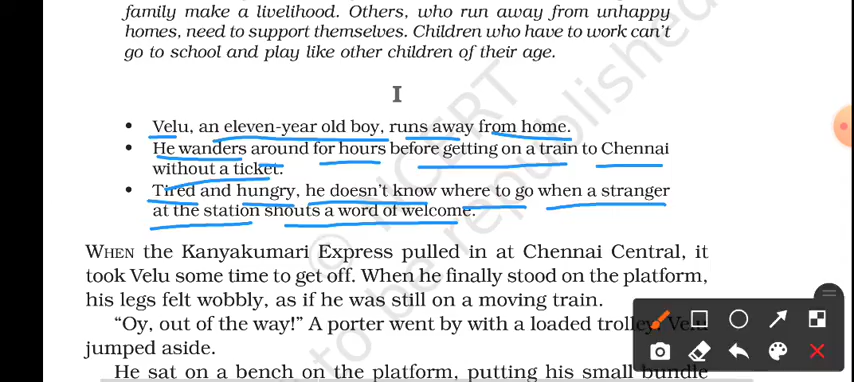 family make a livelihood. Others, who run away from unhappy
homes, need to support themselves. Children who have to work can't
go to school and play like other children of their age.
I
• Velu, an eleven-year old boy, runs away from home.
• He wanders around for hours before getting on a train to Chennai
without a ticket.
• Tired and hungry, he doesn't know where to go when a stranger
at the station shouts a word of welcome.
WHEN the Kanyakumari Express pulled in at Chennai Central, it
took Velu some time to get off. When he finally stood on the platform,
his legs felt wobbly, as if he was still on a moving train.
“Oy, out of the way!” A porter went by with a loaded trolley. Velu
jumped aside.
He sat on a bench on the platform, putting his small bundle
© NCERT
to be republished